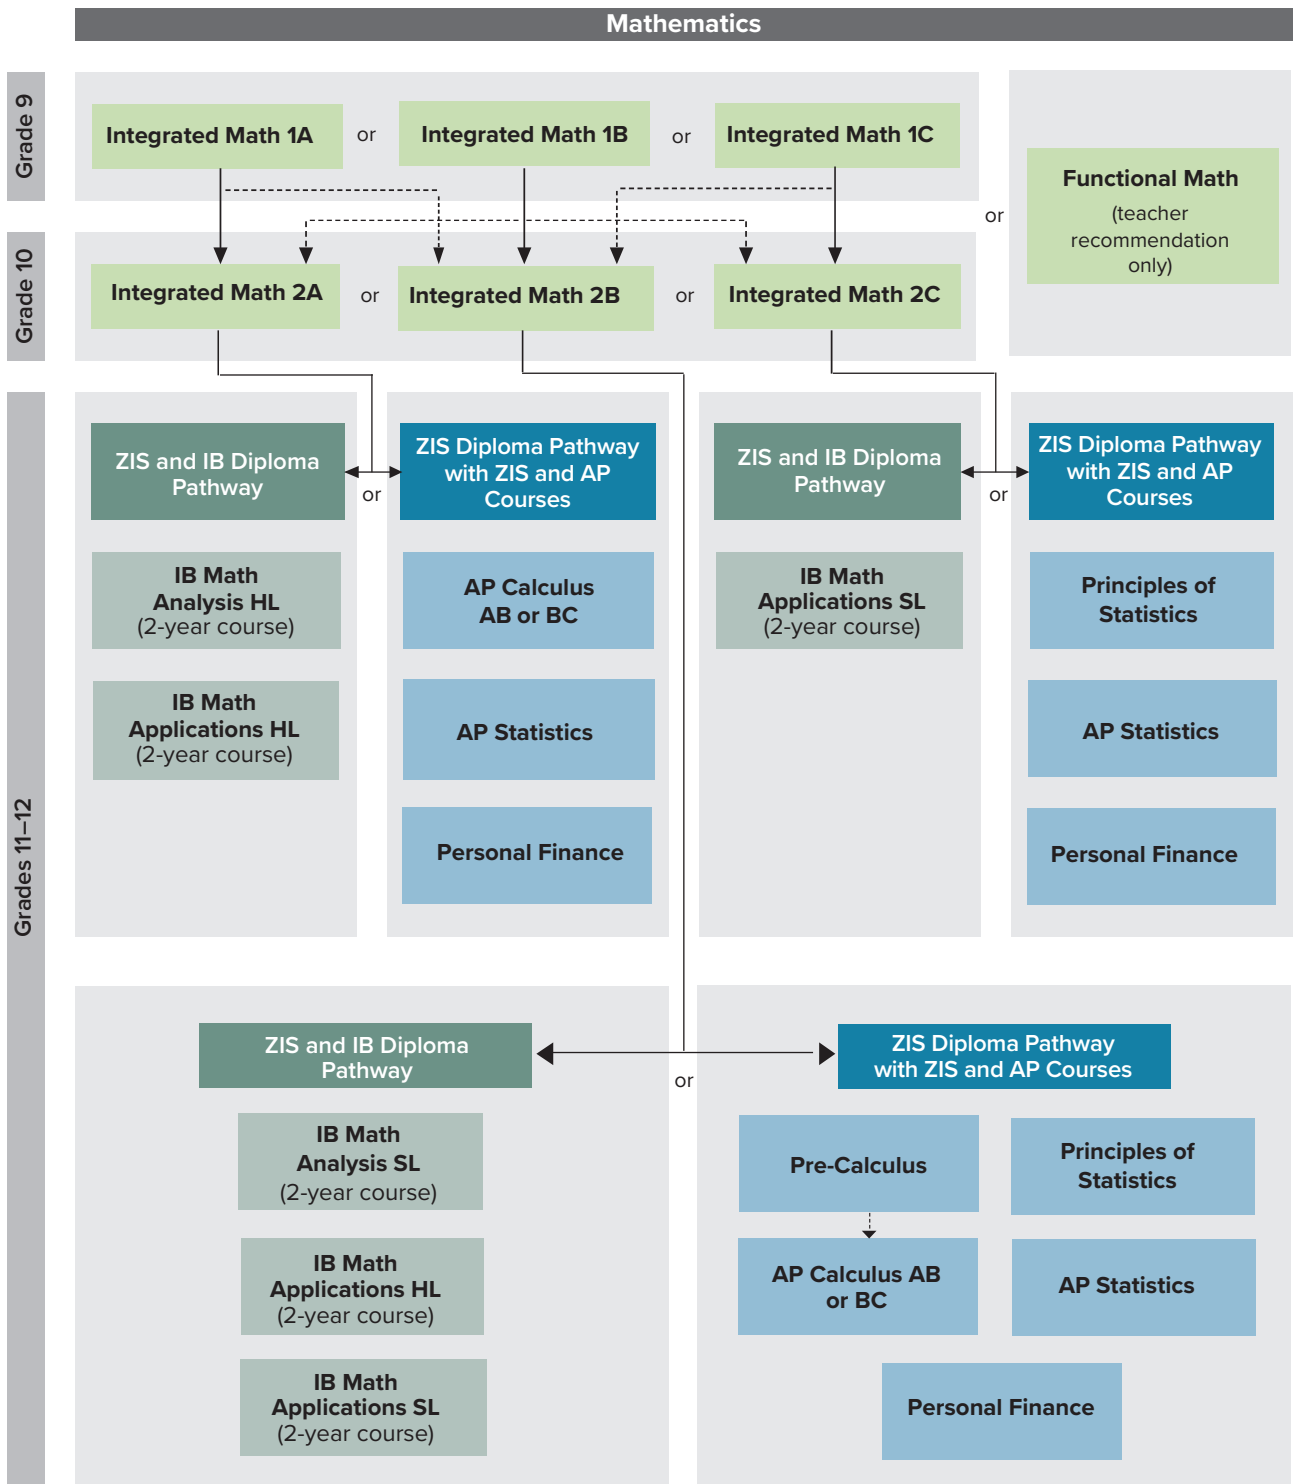 Mathematics
Grade 9
Integrated Math 1A
or
Integrated Math 1B
or
Integrated Math 1C
or
Functional Math
(teacher
recommendation
only)
Grade 10
Integrated Math 2A
or
Integrated Math 2B
or
Integrated Math 2C
Grades 11–12
ZIS and IB Diploma
Pathway
or
ZIS Diploma Pathway
with ZIS and AP
Courses
IB Math
Analysis HL
(2-year course)
IB Math
Applications HL
(2-year course)
AP Calculus
AB or BC
AP Statistics
Personal Finance
ZIS and IB Diploma
Pathway
or
ZIS Diploma Pathway
with ZIS and AP
Courses
IB Math
Applications SL
(2-year course)
Principles of
Statistics
AP Statistics
Personal Finance
ZIS and IB Diploma
Pathway
or
ZIS Diploma Pathway
with ZIS and AP Courses
IB Math
Analysis SL
(2-year course)
IB Math
Applications HL
(2-year course)
IB Math
Applications SL
(2-year course)
Pre-Calculus
Principles of
Statistics
AP Calculus AB
or BC
AP Statistics
Personal Finance